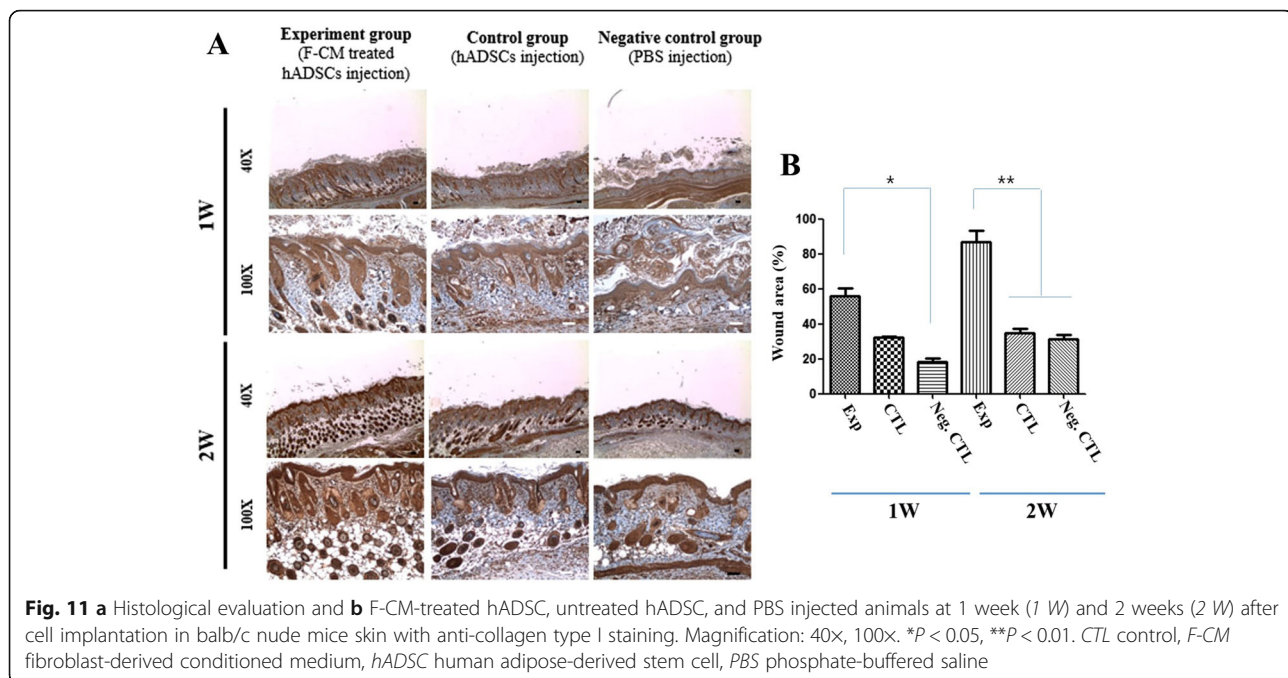 A
Experiment group
(F-CM treated
hADSCs injection)
Control group
(hADSCs injection)
Negative control group
(PBS injection)
1W
40X
100X
2W
40X
100X
B
*
**
Wound area (%)
100
80
60
40
20
0
Exp
CTL
Neg. CTL
Exp
CTL
Neg. CTL
1W
2W
Fig. 11 a Histological evaluation and b F-CM-treated hADSC, untreated hADSC, and PBS injected animals at 1 week (1 W) and 2 weeks (2 W) after
cell implantation in balb/c nude mice skin with anti-collagen type I staining. Magnification: 40×, 100×. *P < 0.05, **P < 0.01. CTL control, F-CM
fibroblast-derived conditioned medium, hADSC human adipose-derived stem cell, PBS phosphate-buffered saline